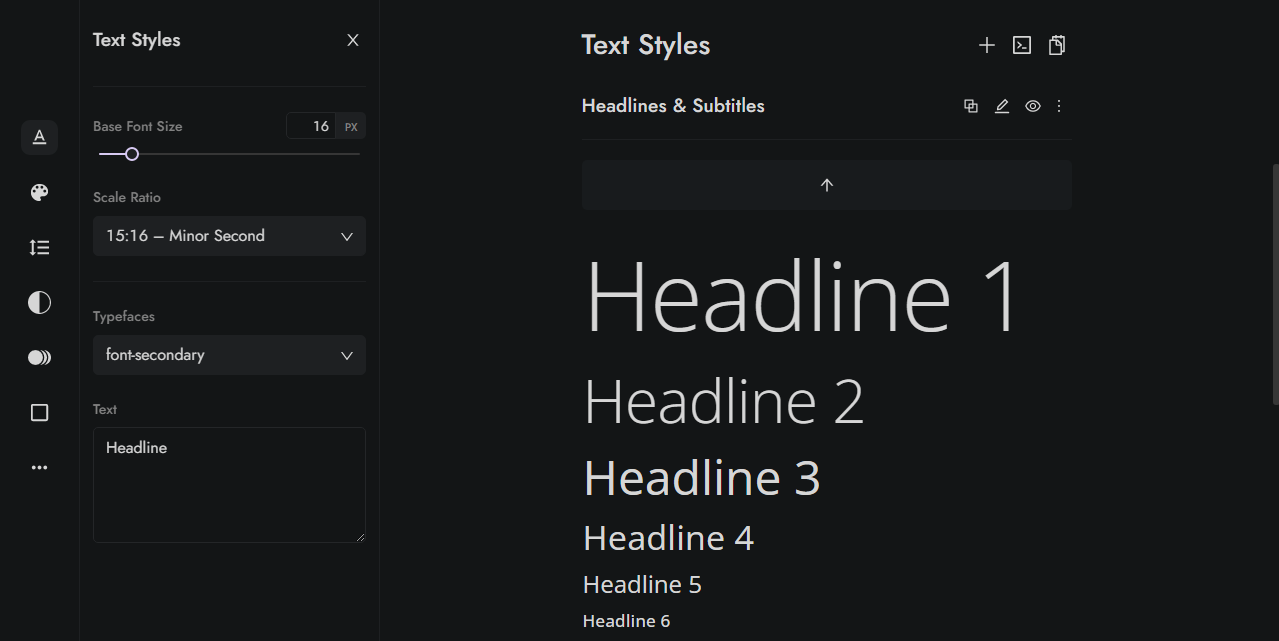 Text Styles
Base Font Size
16 PX
Scale Ratio
15:16 – Minor Second
Typefaces
font-secondary
Text
Headline
Text Styles
Headlines & Subtitles
Headline 1
Headline 2
Headline 3
Headline 4
Headline 5
Headline 6